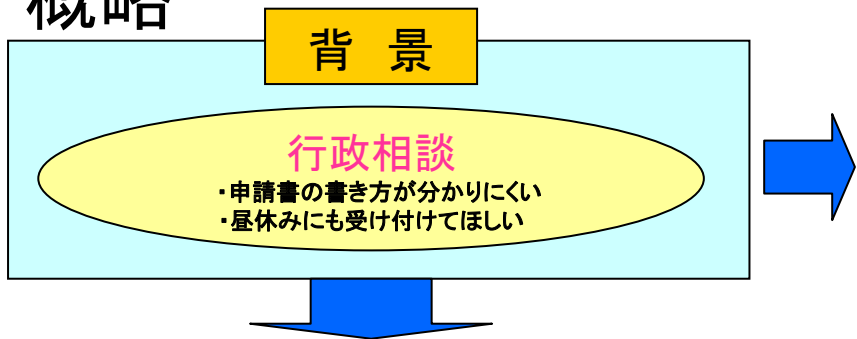 概略
背　景
行政相談
・申請書の書き方が分かりにくい
・昼休みにも受け付けてほしい